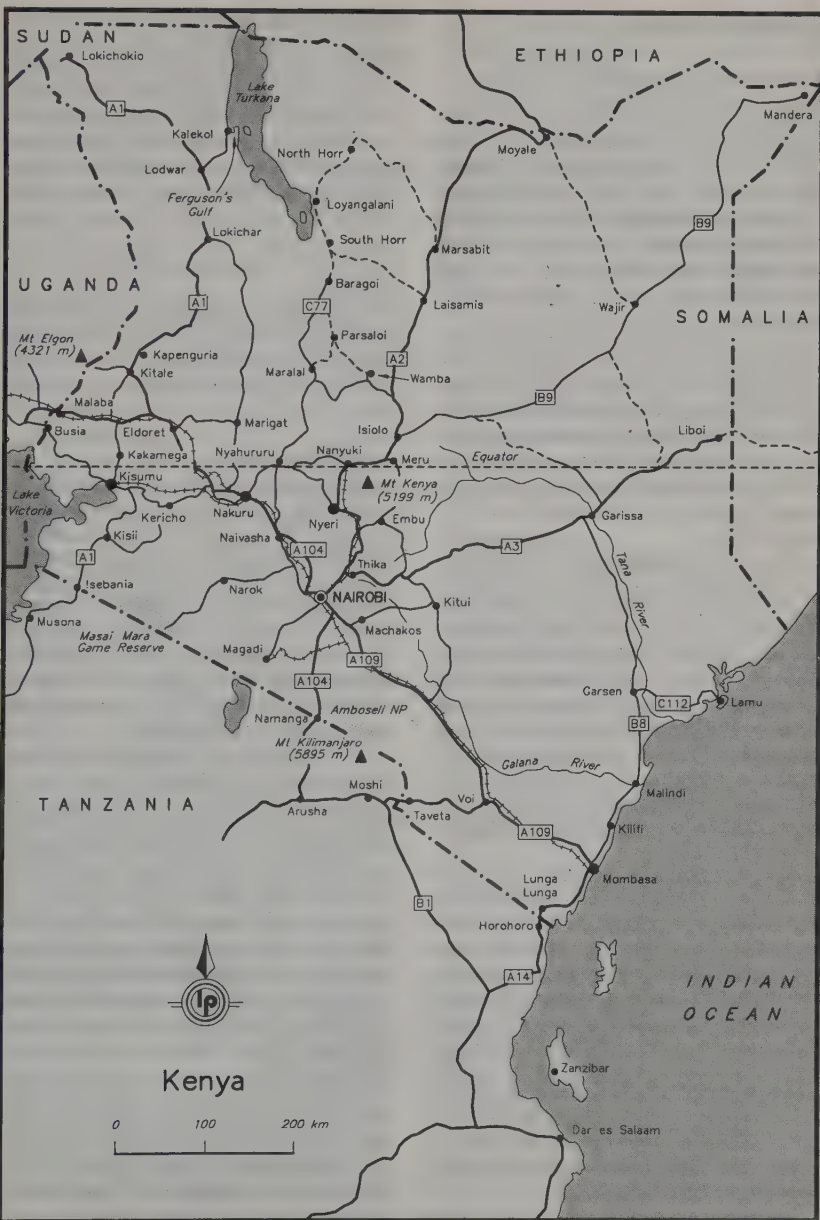 SUDAN
Lokichokio
ETHIOPIA
Lake
Turkana
A1
Mandera
Kalekol
North Horr
Moyale
Lodwar
Ferguson's
Gulf
Loyangalani
Lokichar
South Horr
Marsabit
B9
UGANDA
Baragoi
A1
C77
Laisamis
Wajir
SOMALIA
Mt Elgon
(4321 m)
Parsaloi
Kapenguria
A2
Kitale
Maralal
Wamba
B9
Malaba
Busia
Eldoret
Marigat
Isiolo
Liboi
Kakamega
Nyahururu
Nanyuki
Meru
Equator
Kisumu
Mt Kenya
(5199 m)
Lake
Victoria
Kericho
Nakuru
Nyeri
Embu
Garissa
Kisii
Naivasha
A104
A3
A1
Thika
Tana
River
Isebania
Narok
NAIROBI
Kitui
Musona
Machakos
Masai Mara
Game Reserve
Magadi
A109
A104
Garsen
C112
Lamu
Namanga
Amboseli NP
B8
Mt Kilimanjaro
(5895 m)
Galana River
Malindi
TANZANIA
Arusha
Moshi
Taveta
Voi
Kilifi
A109
Lunga
Lunga
Mombasa
B1
Horohoro
A14
INDIAN
OCEAN
lp
Kenya
Zanzibar
0 100 200 km
Dar es Salaam